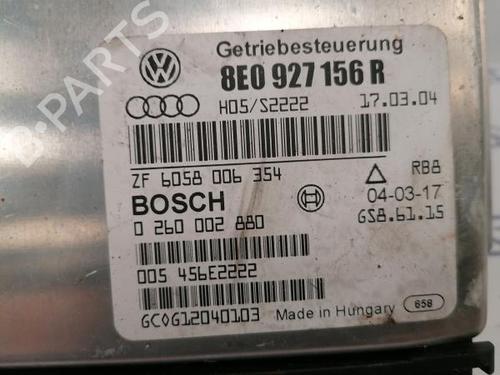 Getriebesteuerung
8E0 927 156 R
H05/S2222 17.03.04
ZF 6058 006 354 RB8
BOSCH 04-03-17
0 260 002 880 GS8.61.15
005 456E2222
GC0G12040103 Made in Hungary 658
B-PARTS